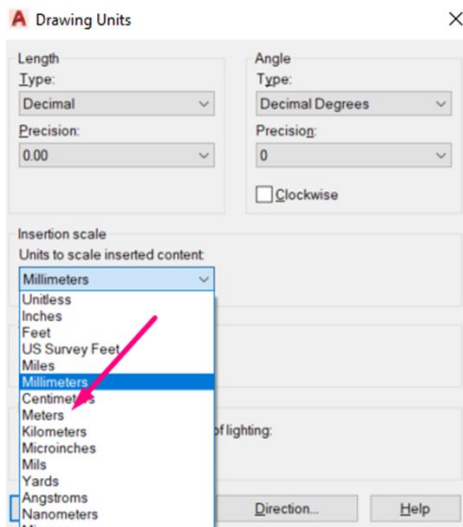 Drawing Units
Length
Type:
Decimal
Precision:
0.00
Angle
Type:
Decimal Degrees
Precision:
0
Clockwise
Insertion scale
Units to scale inserted content:
Millimeters
Unitless
Inches
Feet
US Survey Feet
Miles
Millimeters
Centimeters
Meters
Kilometers
Microinches
Mils
Yards
Angstroms
Nanometers
of lighting:
Direction...
Help